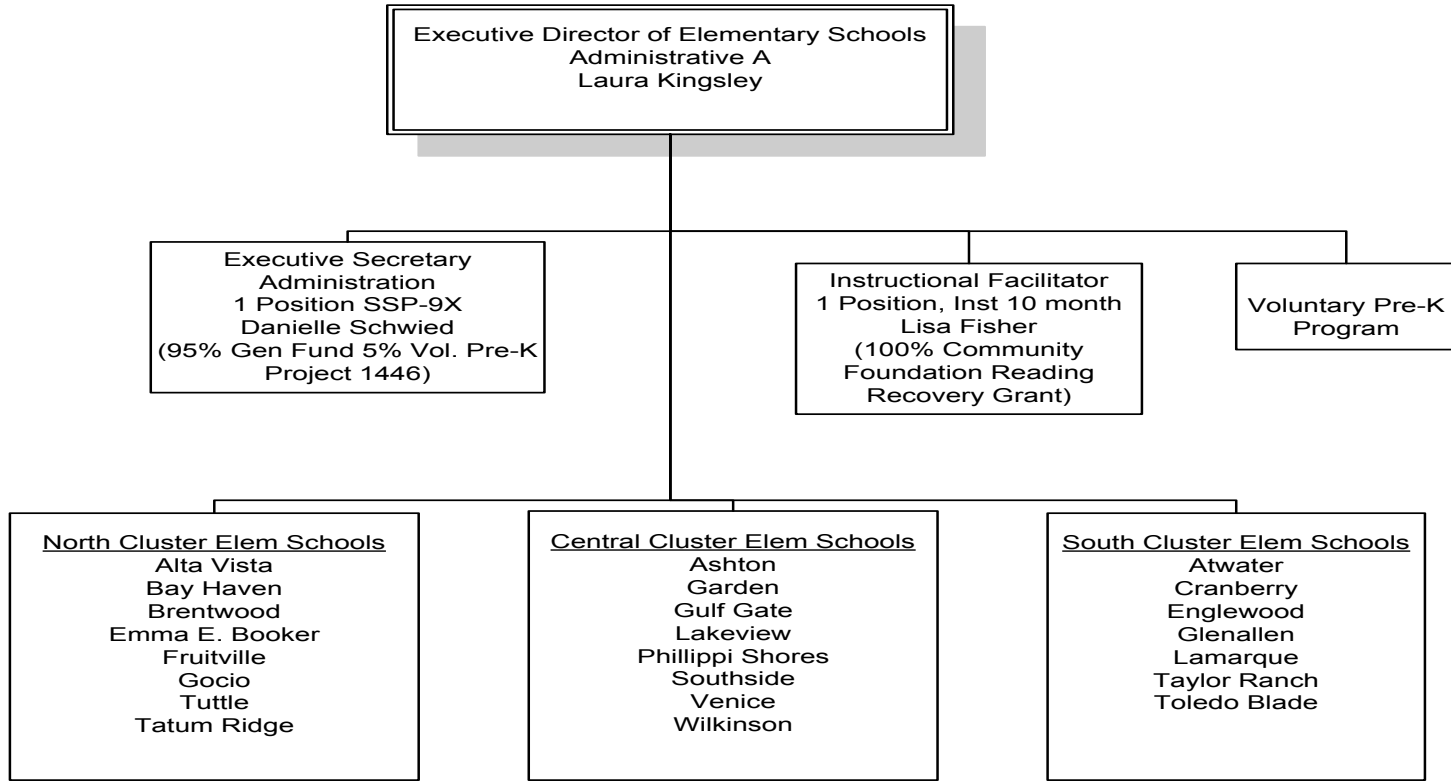 Executive Director of Elementary Schools
Administrative A
Laura Kingsley
Executive Secretary
Administration
1 Position SSP-9X
Danielle Schwied
(95% Gen Fund 5% Vol. Pre-K
Project 1446)
Instructional Facilitator
1 Position, Inst 10 month
Lisa Fisher
(100% Community
Foundation Reading
Recovery Grant)
Voluntary Pre-K
Program
North Cluster Elem Schools
Alta Vista
Bay Haven
Brentwood
Emma E. Booker
Fruitville
Gocio
Tuttle
Tatum Ridge
Central Cluster Elem Schools
Ashton
Garden
Gulf Gate
Lakeview
Phillippi Shores
Southside
Venice
Wilkinson
South Cluster Elem Schools
Atwater
Cranberry
Englewood
Glenallen
Lamarque
Taylor Ranch
Toledo Blade